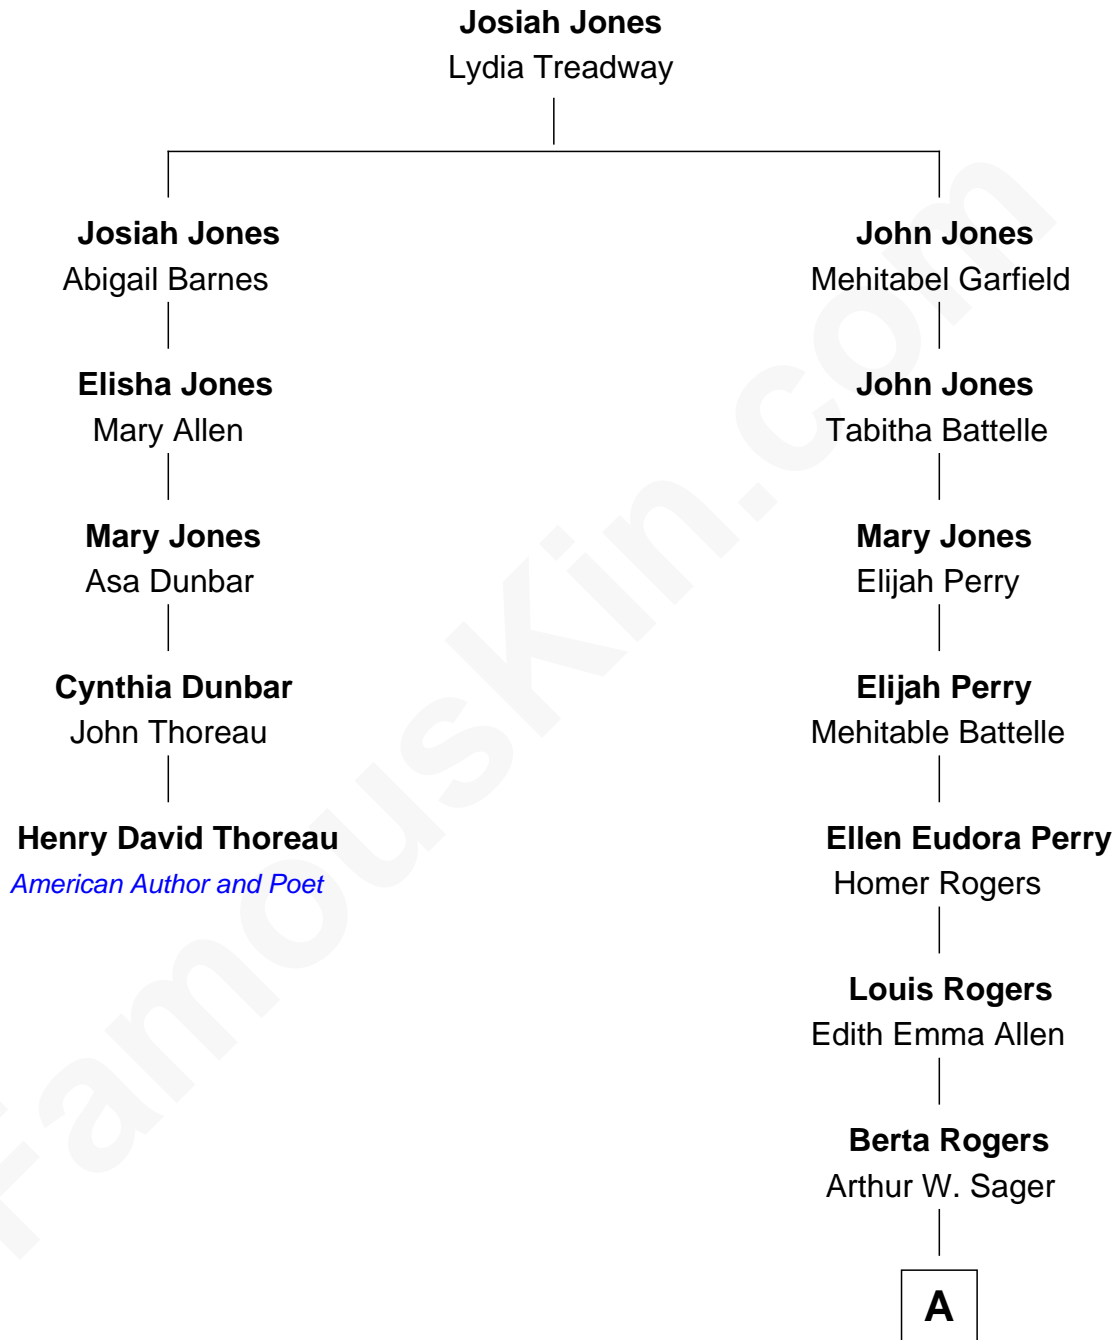 Josiah Jones
Lydia Treadway
Josiah Jones
Abigail Barnes
John Jones
Mehitabel Garfield
Elisha Jones
Mary Allen
John Jones
Tabitha Battelle
Mary Jones
Asa Dunbar
Mary Jones
Elijah Perry
Cynthia Dunbar
John Thoreau
Elijah Perry
Mehitable Battelle
Henry David Thoreau
American Author and Poet
Ellen Eudora Perry
Homer Rogers
Louis Rogers
Edith Emma Allen
Berta Rogers
Arthur W. Sager
A
FamousKin.com